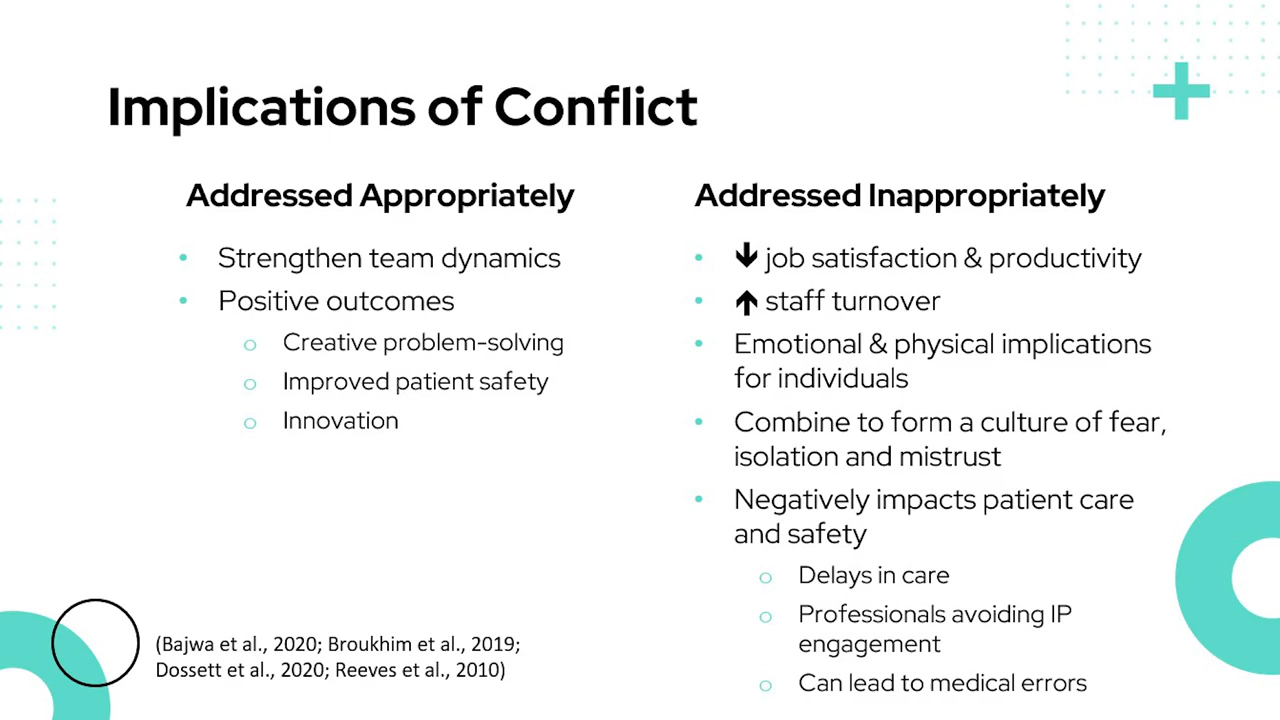 Implications of Conflict
Addressed Appropriately
• Strengthen team dynamics
• Positive outcomes
o Creative problem-solving
o Improved patient safety
o Innovation
Addressed Inappropriately
• 🡫 job satisfaction & productivity
• 🡩 staff turnover
• Emotional & physical implications
for individuals
• Combine to form a culture of fear,
isolation and mistrust
• Negatively impacts patient care
and safety
o Delays in care
o Professionals avoiding IP
engagement
o Can lead to medical errors
(Bajwa et al., 2020; Broukhim et al., 2019;
Dossett et al., 2020; Reeves et al., 2010)